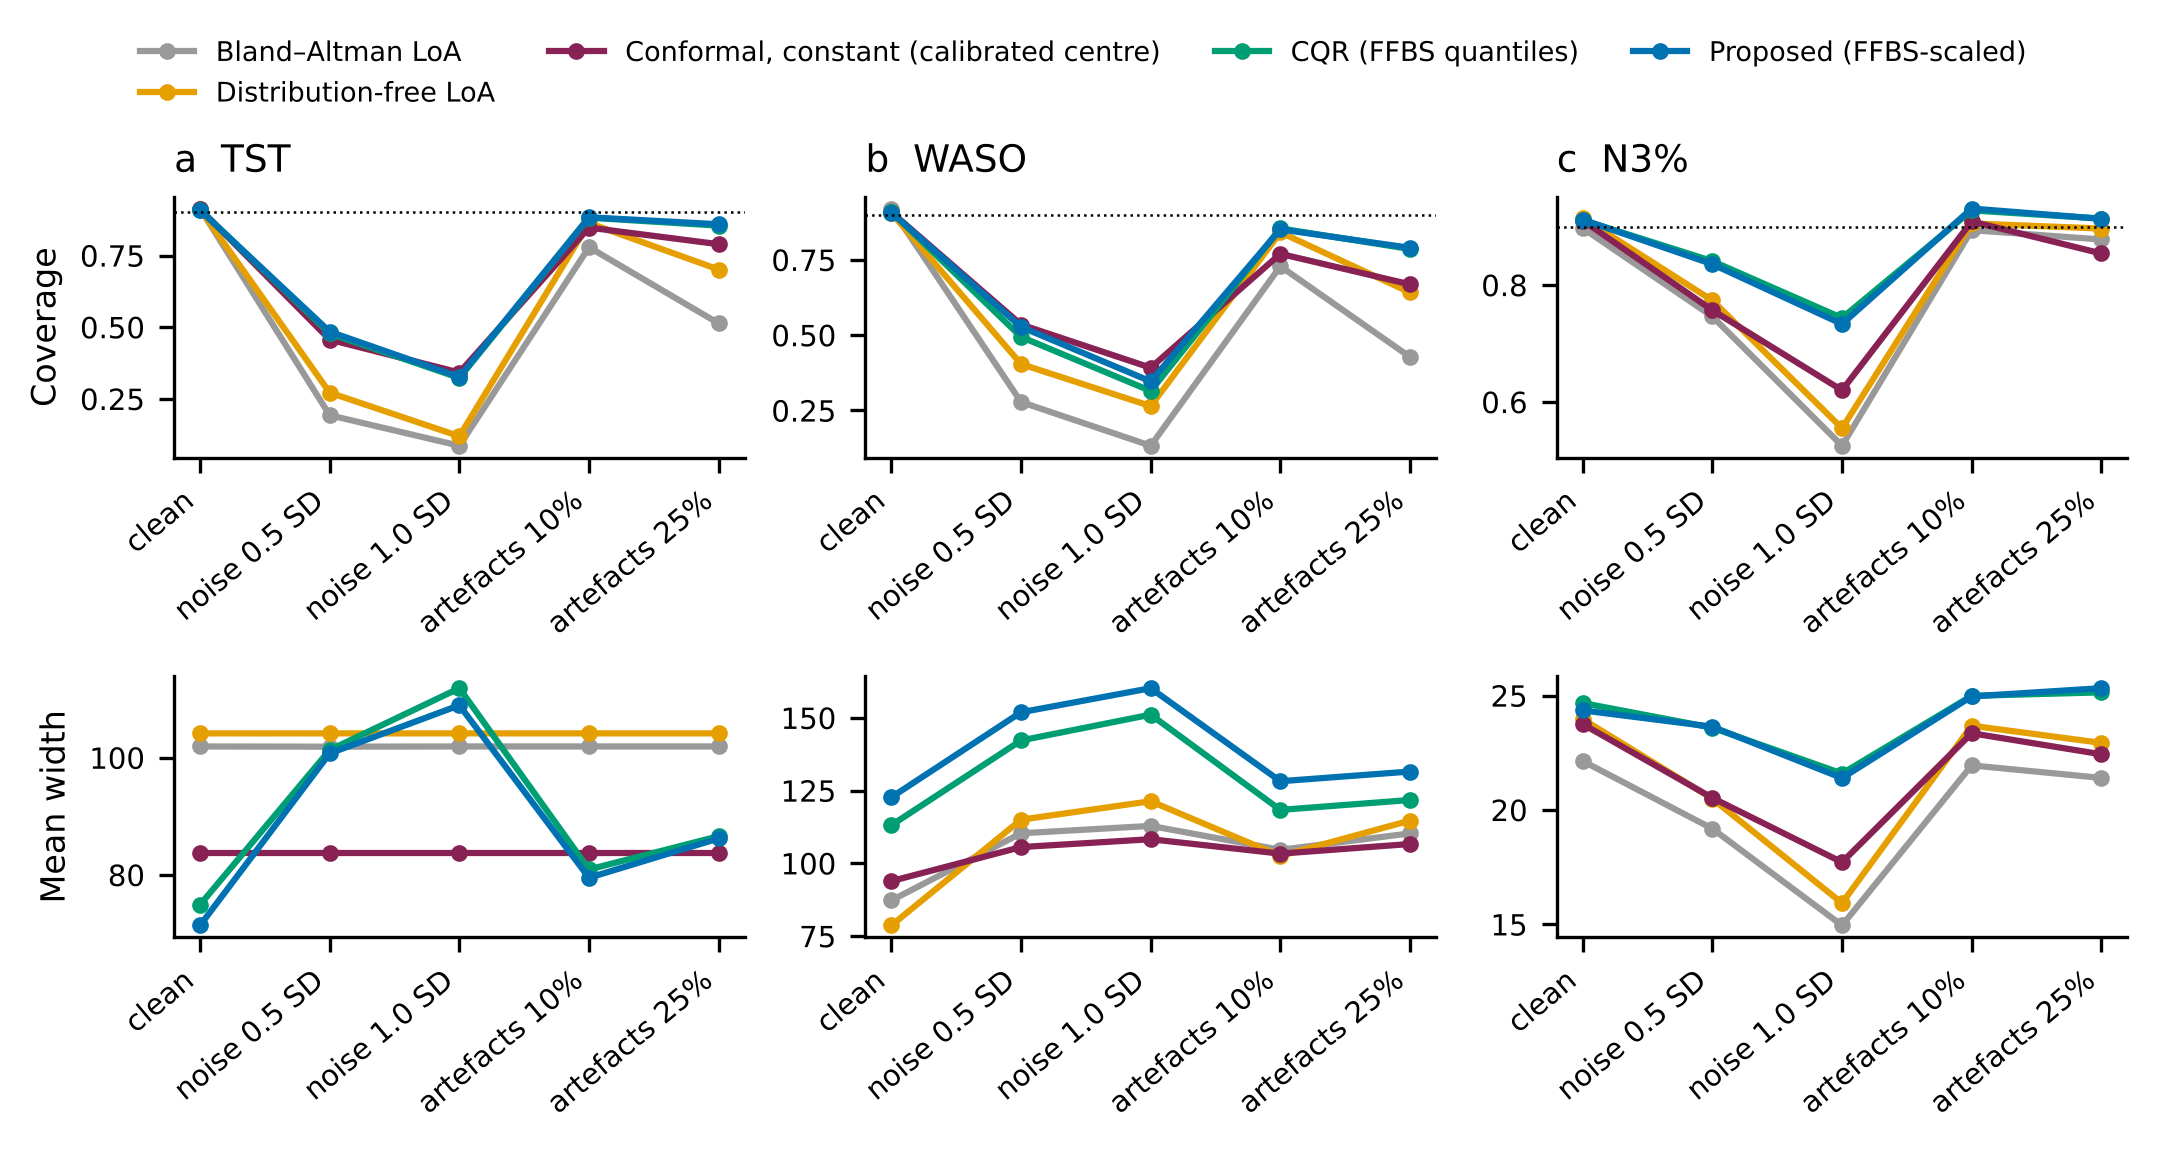 Bland–Altman LoA
Distribution-free LoA
Conformal, constant (calibrated centre)
CQR (FFBS quantiles)
Proposed (FFBS-scaled)
a TST
Coverage
0.75
0.50
0.25
clean
noise 0.5 SD
noise 1.0 SD
artefacts 10%
artefacts 25%
b WASO
0.75
0.50
0.25
clean
noise 0.5 SD
noise 1.0 SD
artefacts 10%
artefacts 25%
c N3%
0.8
0.6
clean
noise 0.5 SD
noise 1.0 SD
artefacts 10%
artefacts 25%
Mean width
100
80
clean
noise 0.5 SD
noise 1.0 SD
artefacts 10%
artefacts 25%
150
125
100
75
clean
noise 0.5 SD
noise 1.0 SD
artefacts 10%
artefacts 25%
25
20
15
clean
noise 0.5 SD
noise 1.0 SD
artefacts 10%
artefacts 25%